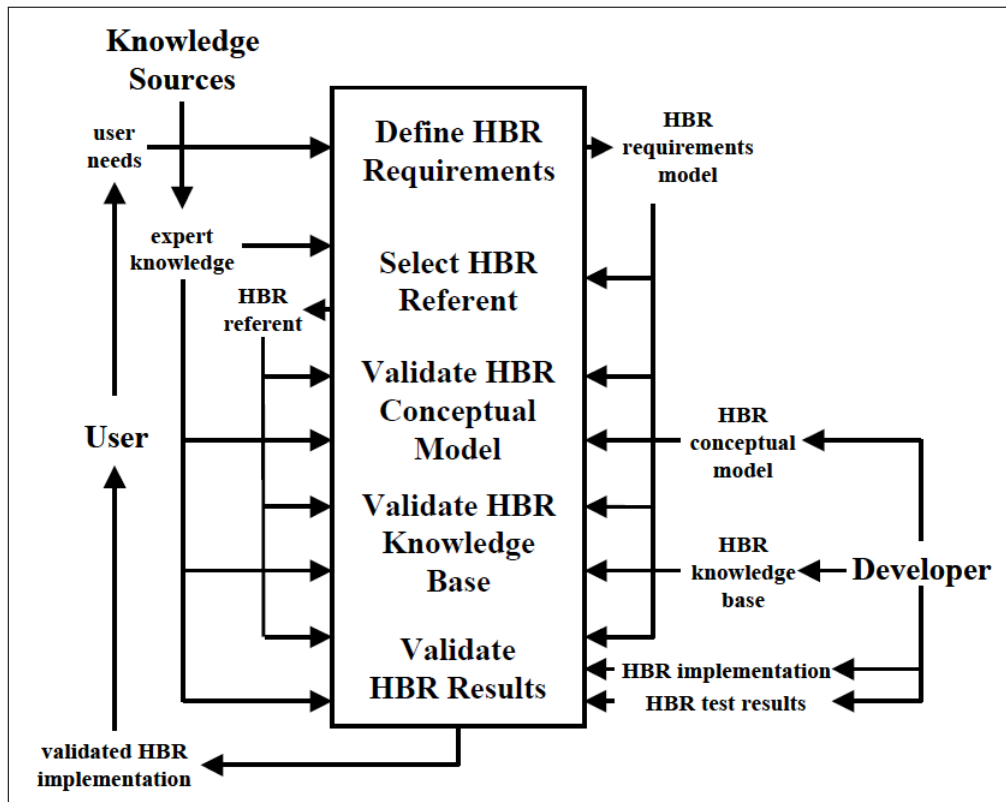 Knowledge
Sources
user
needs
expert
knowledge
HBR
referent
User
validated HBR
implementation
Define HBR
Requirements
Select HBR
Referent
Validate HBR
Conceptual
Model
Validate HBR
Knowledge
Base
Validate
HBR Results
HBR
requirements
model
HBR
conceptual
model
HBR
knowledge
base
Developer
HBR implementation
HBR test results